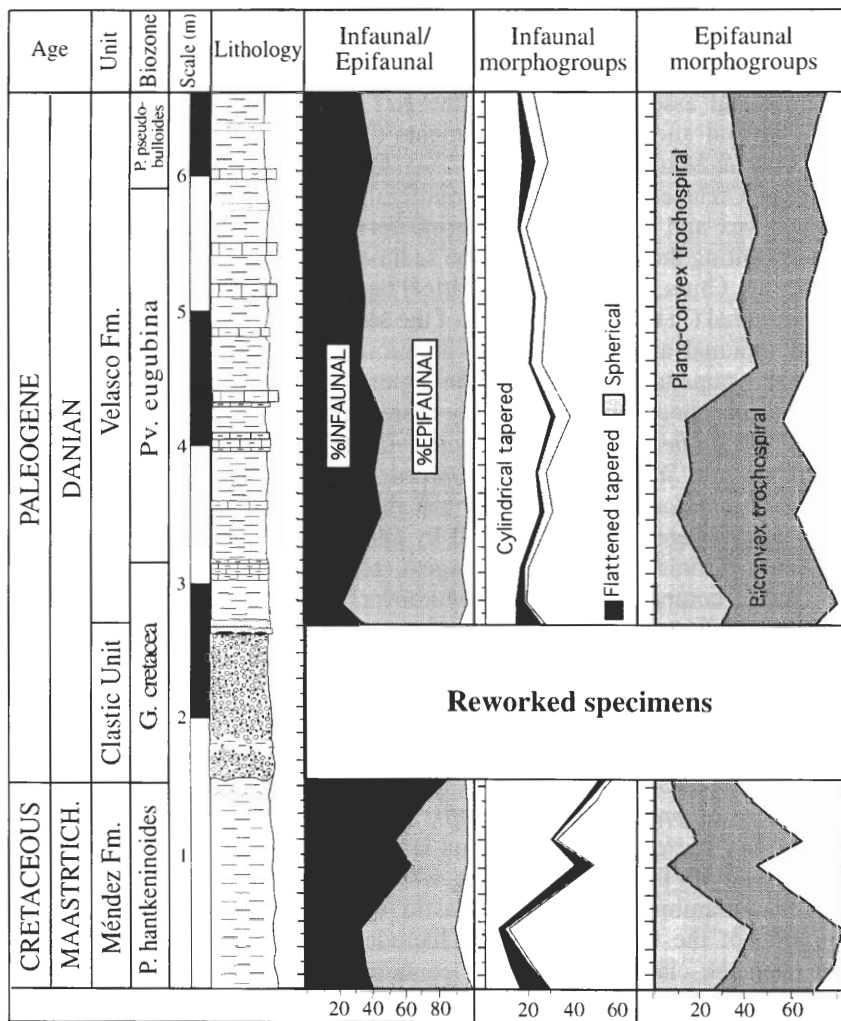 Age
Unit
Biozone
Scale (m)
Lithology
Infaunal/
Epifaunal
Infaunal
morphogroups
Epifaunal
morphogroups
PALEOGENE
DANIAN
Velasco Fm.
Clastic Unit
P. pseudo-
bulloides
Pv. eugubina
G. cretacea
CRETACEOUS
MAASTRTICH.
Méndez Fm.
P. hantkeninoides
6
5
4
3
2
1
%INFAUNAL
%EPIFAUNAL
Cylindrical tapered
Flattened tapered
Spherical
Plano-convex trochospiral
Biconvex trochospiral
Reworked specimens
20 40 60 80
20 40 60
20 40 60